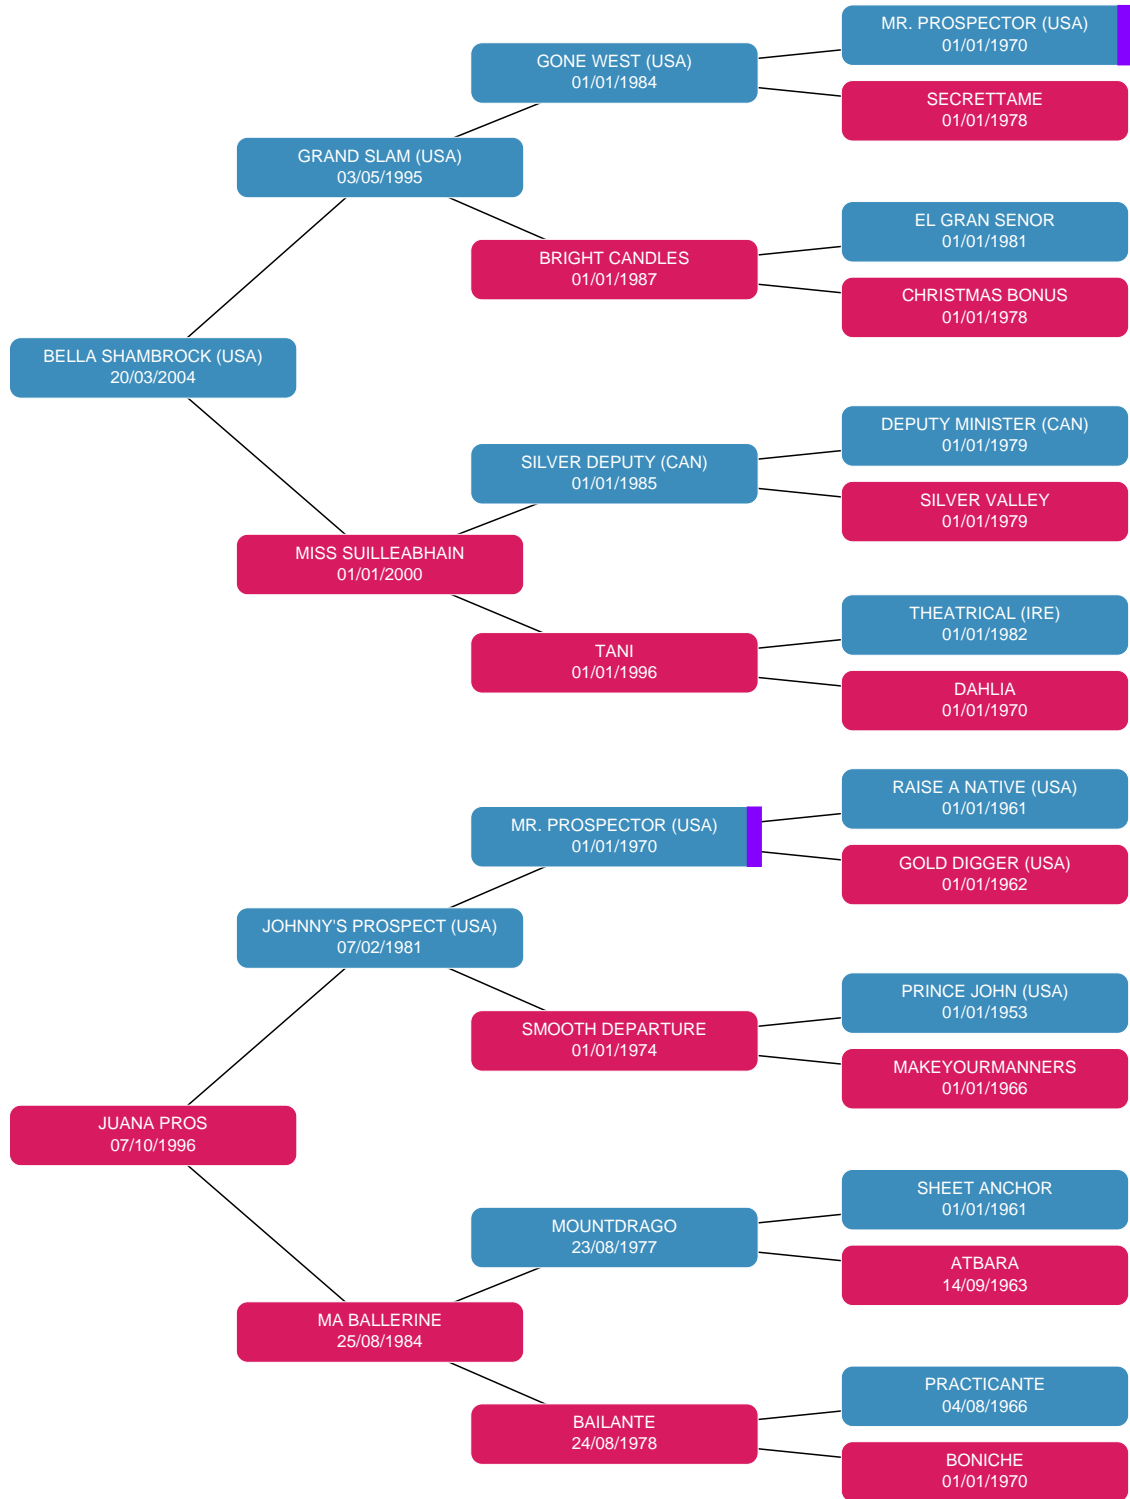 MR. PROSPECTOR (USA)
01/01/1970
GONE WEST (USA)
01/01/1984
SECRETTAME
01/01/1978
GRAND SLAM (USA)
03/05/1995
EL GRAN SENOR
01/01/1981
BRIGHT CANDLES
01/01/1987
CHRISTMAS BONUS
01/01/1978
BELLA SHAMBROCK (USA)
20/03/2004
DEPUTY MINISTER (CAN)
01/01/1979
SILVER DEPUTY (CAN)
01/01/1985
SILVER VALLEY
01/01/1979
MISS SUILLEABHAIN
01/01/2000
THEATRICAL (IRE)
01/01/1982
TANI
01/01/1996
DAHLIA
01/01/1970
RAISE A NATIVE (USA)
01/01/1961
MR. PROSPECTOR (USA)
01/01/1970
GOLD DIGGER (USA)
01/01/1962
JOHNNY'S PROSPECT (USA)
07/02/1981
PRINCE JOHN (USA)
01/01/1953
SMOOTH DEPARTURE
01/01/1974
MAKEYOURMANNERS
01/01/1966
JUANA PROS
07/10/1996
SHEET ANCHOR
01/01/1961
MOUNTDRAGO
23/08/1977
ATBARA
14/09/1963
MA BALLERINE
25/08/1984
PRACTICANTE
04/08/1966
BAILANTE
24/08/1978
BONICHE
01/01/1970